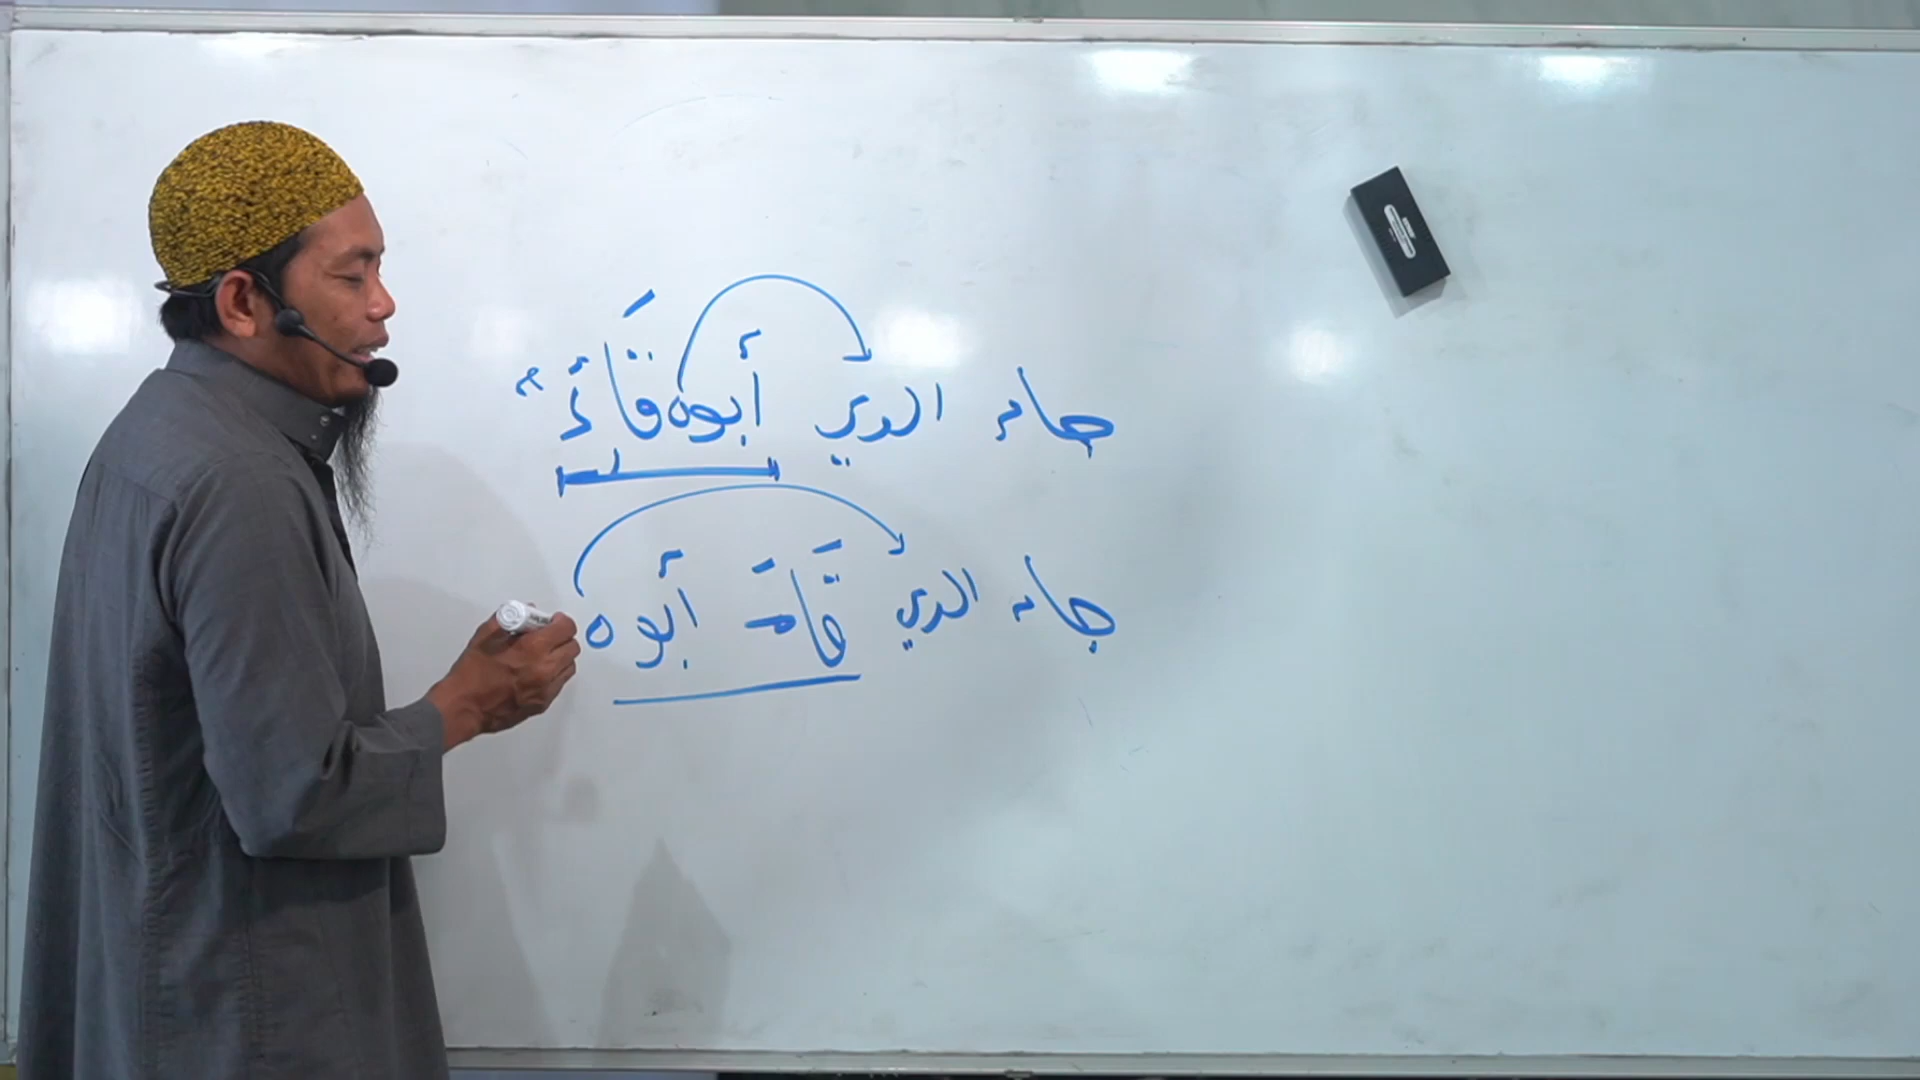 جاء الذي أبوه قائم
جاء الذي قامَ أبوه